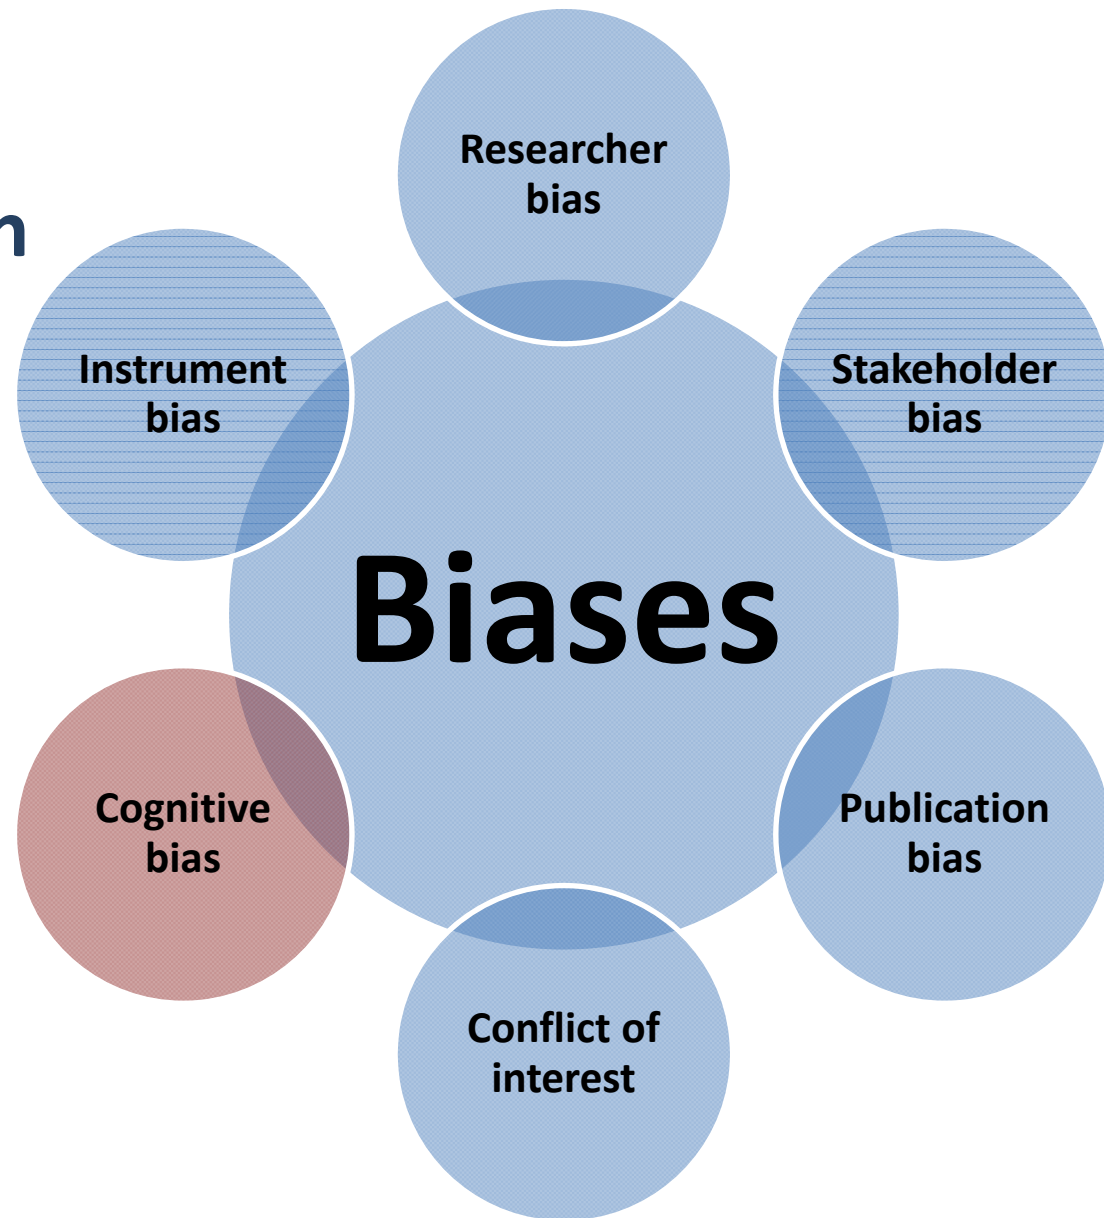 Researcher
bias
n
Instrument
bias
Stakeholder
bias
Biases
Cognitive
bias
Publication
bias
Conflict of
interest